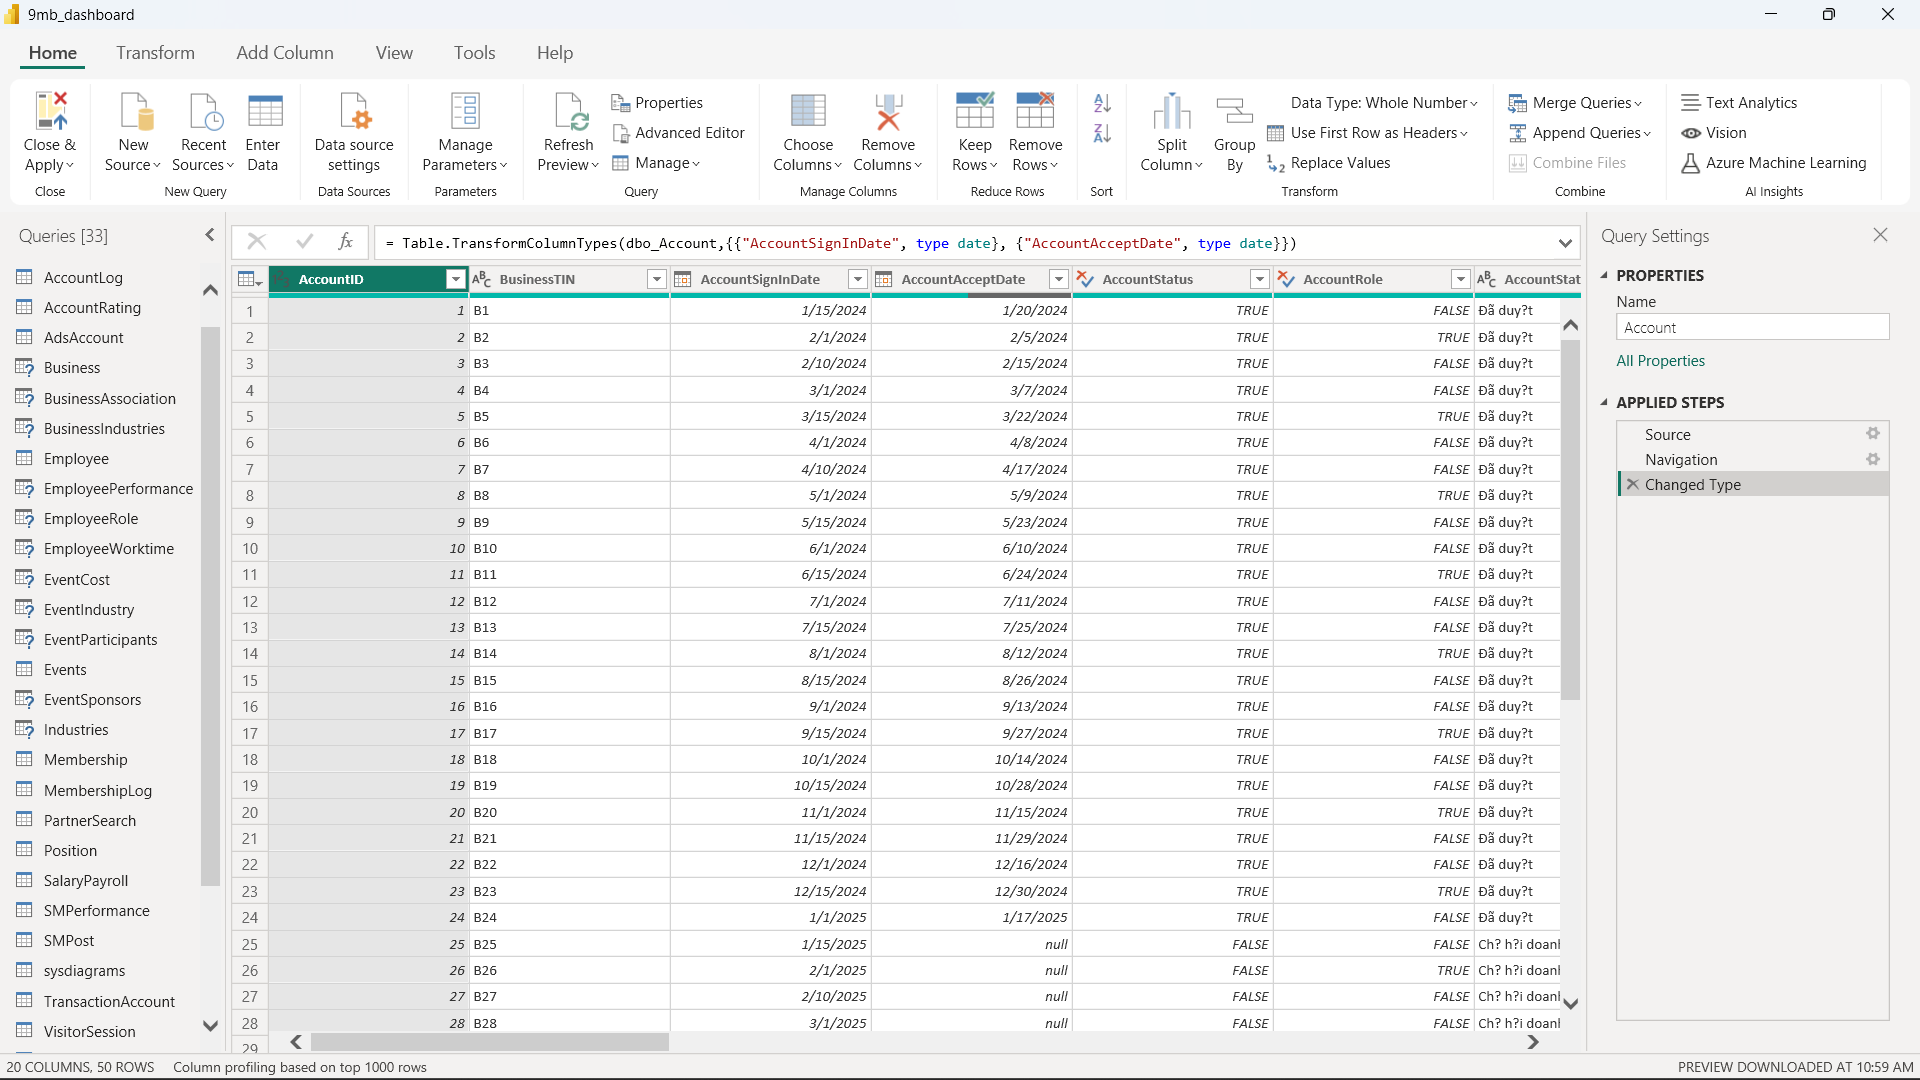 9mb_dashboard
Home Transform Add Column View Tools Help
Close & Apply
New Source
Recent Sources
Enter Data
Data source settings
Manage Parameters
Refresh Preview
Properties
Advanced Editor
Manage
Choose Columns
Remove Columns
Keep Rows
Remove Rows
Split Column
Group By
Data Type: Whole Number
Use First Row as Headers
Replace Values
Merge Queries
Append Queries
Combine Files
Text Analytics
Vision
Azure Machine Learning
Close New Query Data Sources Parameters Query Manage Columns Reduce Rows Sort Transform Combine AI Insights
Queries [33]
AccountLog
AccountRating
AdsAccount
Business
BusinessAssociation
BusinessIndustries
Employee
EmployeePerformance
EmployeeRole
EmployeeWorktime
EventCost
EventIndustry
EventParticipants
Events
EventSponsors
Industries
Membership
MembershipLog
PartnerSearch
Position
SalaryPayroll
SMPerformance
SMPost
sysdiagrams
TransactionAccount
VisitorSession
= Table.TransformColumnTypes(dbo_Account,{{"AccountSignInDate", type date}, {"AccountAcceptDate", type date}})
AccountID BusinessTIN AccountSignInDate AccountAcceptDate AccountStatus AccountRole AccountStat
1 1 B1 1/15/2024 1/20/2024 TRUE FALSE Đã duy?t
2 2 B2 2/1/2024 2/5/2024 TRUE TRUE Đã duy?t
3 3 B3 2/10/2024 2/15/2024 TRUE FALSE Đã duy?t
4 4 B4 3/1/2024 3/7/2024 TRUE FALSE Đã duy?t
5 5 B5 3/15/2024 3/22/2024 TRUE TRUE Đã duy?t
6 6 B6 4/1/2024 4/8/2024 TRUE FALSE Đã duy?t
7 7 B7 4/10/2024 4/17/2024 TRUE FALSE Đã duy?t
8 8 B8 5/1/2024 5/9/2024 TRUE TRUE Đã duy?t
9 9 B9 5/15/2024 5/23/2024 TRUE FALSE Đã duy?t
10 10 B10 6/1/2024 6/10/2024 TRUE FALSE Đã duy?t
11 11 B11 6/15/2024 6/24/2024 TRUE TRUE Đã duy?t
12 12 B12 7/1/2024 7/11/2024 TRUE FALSE Đã duy?t
13 13 B13 7/15/2024 7/25/2024 TRUE FALSE Đã duy?t
14 14 B14 8/1/2024 8/12/2024 TRUE TRUE Đã duy?t
15 15 B15 8/15/2024 8/26/2024 TRUE FALSE Đã duy?t
16 16 B16 9/1/2024 9/13/2024 TRUE FALSE Đã duy?t
17 17 B17 9/15/2024 9/27/2024 TRUE TRUE Đã duy?t
18 18 B18 10/1/2024 10/14/2024 TRUE FALSE Đã duy?t
19 19 B19 10/15/2024 10/28/2024 TRUE FALSE Đã duy?t
20 20 B20 11/1/2024 11/15/2024 TRUE TRUE Đã duy?t
21 21 B21 11/15/2024 11/29/2024 TRUE FALSE Đã duy?t
22 22 B22 12/1/2024 12/16/2024 TRUE FALSE Đã duy?t
23 23 B23 12/15/2024 12/30/2024 TRUE TRUE Đã duy?t
24 24 B24 1/1/2025 1/17/2025 TRUE FALSE Đã duy?t
25 25 B25 1/15/2025 null FALSE FALSE Ch? h?i doanh
26 26 B26 2/1/2025 null FALSE TRUE Ch? h?i doanh
27 27 B27 2/10/2025 null FALSE FALSE Ch? h?i doanh
28 28 B28 3/1/2025 null FALSE FALSE Ch? h?i doanh
29
Query Settings
PROPERTIES
Name
Account
All Properties
APPLIED STEPS
Source
Navigation
Changed Type
20 COLUMNS, 50 ROWS Column profiling based on top 1000 rows
PREVIEW DOWNLOADED AT 10:59 AM